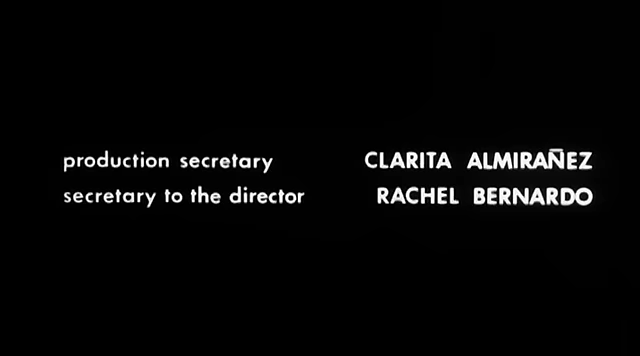 production secretary CLARITA ALMIRAÑEZ
secretary to the director RACHEL BERNARDO